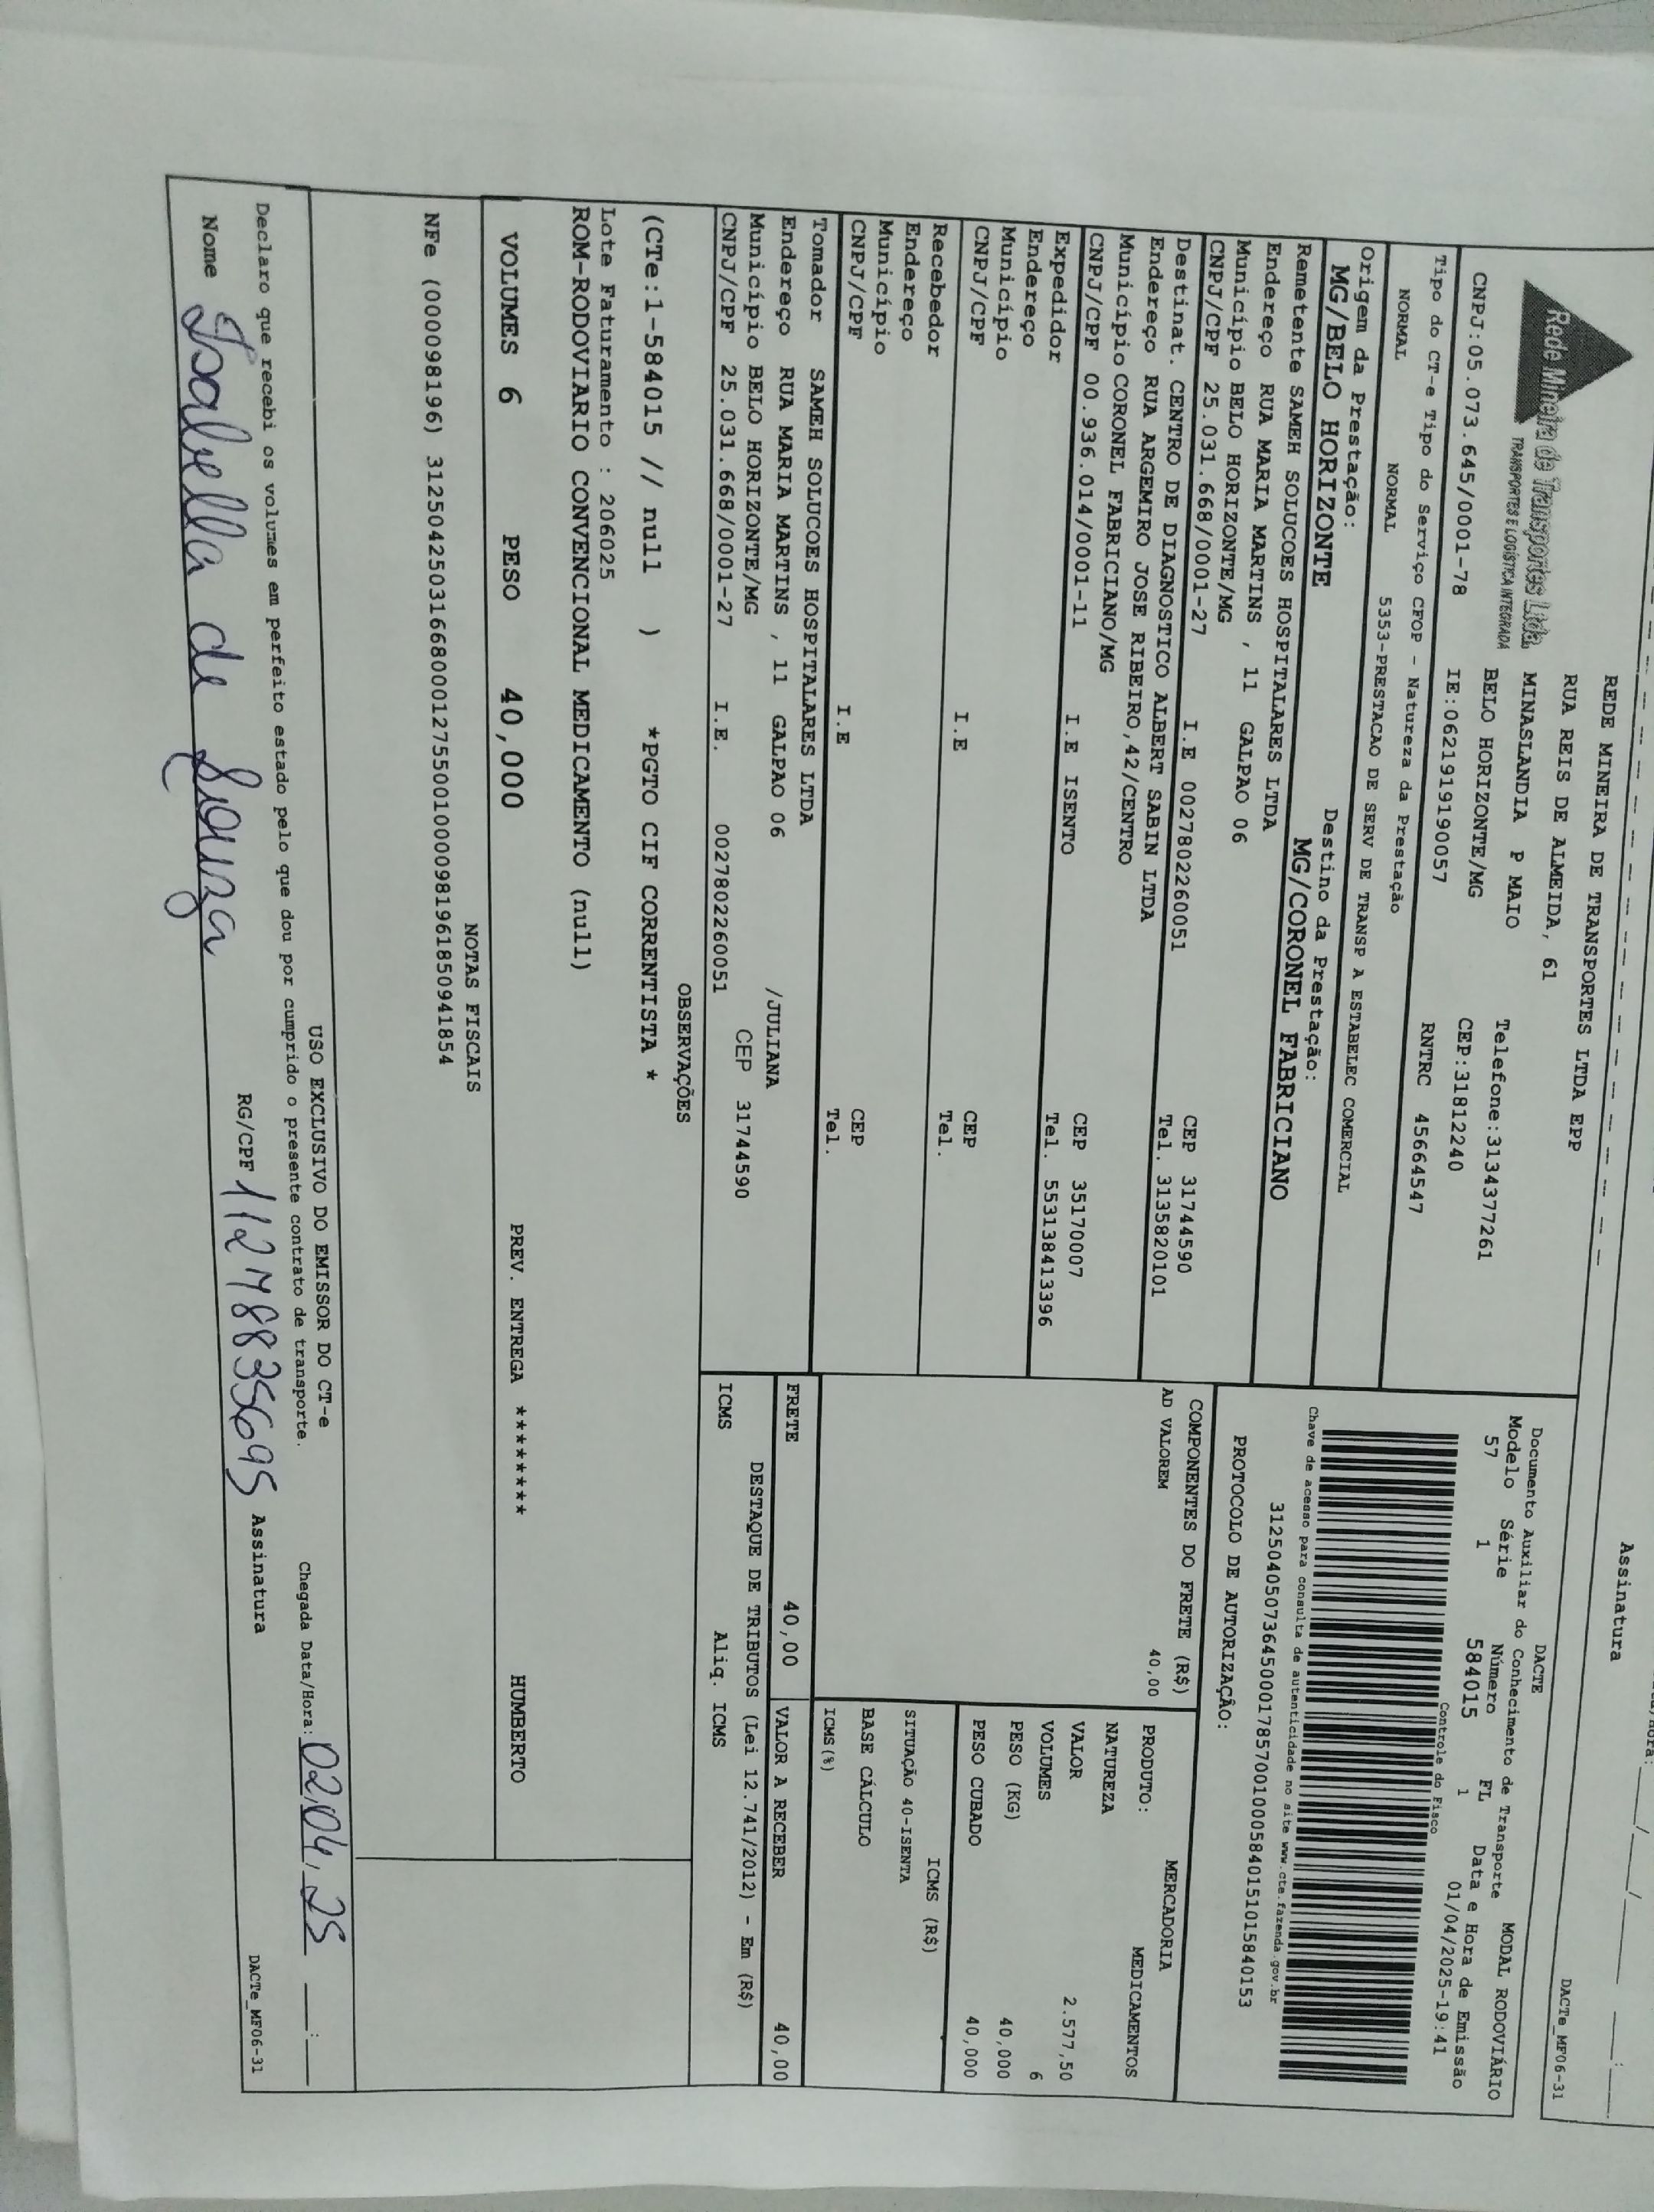 Assinatura
DACTe_MF06-31
Rede Mineira de Transportes Ltda.
TRANSPORTES E LOGÍSTICA INTEGRADA
REDE MINEIRA DE TRANSPORTES LTDA EPP
RUA REIS DE ALMEIDA, 61
MINASLANDIA P MAIO
BELO HORIZONTE/MG
Telefone:3134377261
CEP:31812240
CNPJ:05.073.645/0001-78
IE:0621919190057
RNTRC 45664547
Tipo do CT-e Tipo do Serviço CFOP - Natureza da Prestação
NORMAL NORMAL 5353-PRESTACAO DE SERV DE TRANSP A ESTABELEC COMERCIAL
Origem da Prestação: Destino da Prestação:
MG/BELO HORIZONTE MG/CORONEL FABRICIANO
DACTE
Documento Auxiliar do Conhecimento de Transporte MODAL RODOVIÁRIO
Modelo Série Número FL Data e Hora de Emissão
57 1 584015 1 01/04/2025-19:41
Controle do Fisco
Chave de acesso para consulta de autenticidade no site www.cte.fazenda.gov.br
31250405073645000178570010005840151015840153
PROTOCOLO DE AUTORIZAÇÃO:
Remetente SAMEH SOLUCOES HOSPITALARES LTDA
Endereço RUA MARIA MARTINS , 11 GALPAO 06
Município BELO HORIZONTE/MG CEP 31744590
CNPJ/CPF 25.031.668/0001-27 I.E 0027802260051 Tel. 3135820101
Destinat. CENTRO DE DIAGNOSTICO ALBERT SABIN LTDA
Endereço RUA ARGEMIRO JOSE RIBEIRO,42/CENTRO
Município CORONEL FABRICIANO/MG CEP 35170007
CNPJ/CPF 00.936.014/0001-11 I.E ISENTO Tel. 553138413396
Expedidor
Endereço
Município CEP
CNPJ/CPF I.E Tel.
Recebedor
Endereço
Município CEP
CNPJ/CPF I.E Tel.
Tomador SAMEH SOLUCOES HOSPITALARES LTDA
Endereço RUA MARIA MARTINS , 11 GALPAO 06 /JULIANA
Município BELO HORIZONTE/MG CEP 31744590
CNPJ/CPF 25.031.668/0001-27 I.E. 0027802260051
COMPONENTES DO FRETE (R$)
AD VALOREM 40,00
MERCADORIA
PRODUTO: MEDICAMENTOS
NATUREZA
VALOR 2.577,50
VOLUMES 6
PESO (KG) 40,000
PESO CUBADO 40,000
ICMS (R$)
SITUAÇÃO 40-ISENTA
BASE CÁLCULO
ICMS(%)
FRETE 40,00 VALOR A RECEBER 40,00
DESTAQUE DE TRIBUTOS (Lei 12.741/2012) - Em (R$)
ICMS Aliq. ICMS
OBSERVAÇÕES
(CTe:1-584015 // null ) *PGTO CIF CORRENTISTA *
Lote Faturamento : 206025
ROM-RODOVIARIO CONVENCIONAL MEDICAMENTO (null)
VOLUMES 6 PESO 40,000 PREV. ENTREGA ******** HUMBERTO
NOTAS FISCAIS
NFe (000098196) 31250425031668000127550010000981961850941854
USO EXCLUSIVO DO EMISSOR DO CT-e
Declaro que recebi os volumes em perfeito estado pelo que dou por cumprido o presente contrato de transporte.
Chegada Data/Hora: 02,04,25 __:__
Nome Isabella de Souza RG/CPF 11278835695 Assinatura
DACTe_MF06-31